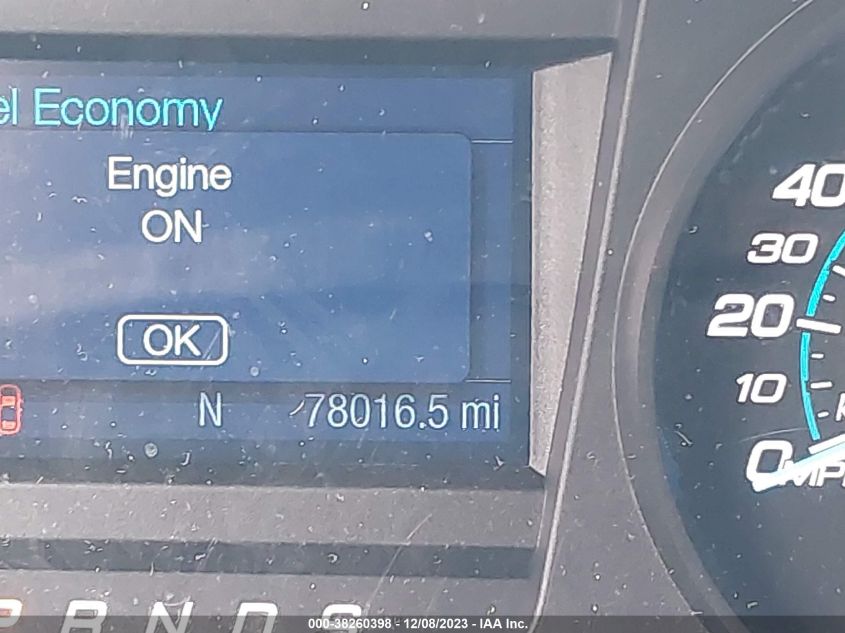 el Economy
Engine
ON
OK
N 78016.5 mi
40
30
20
10
0 MPH
P R N D S
000-38260398 - 12/08/2023 - IAA Inc.